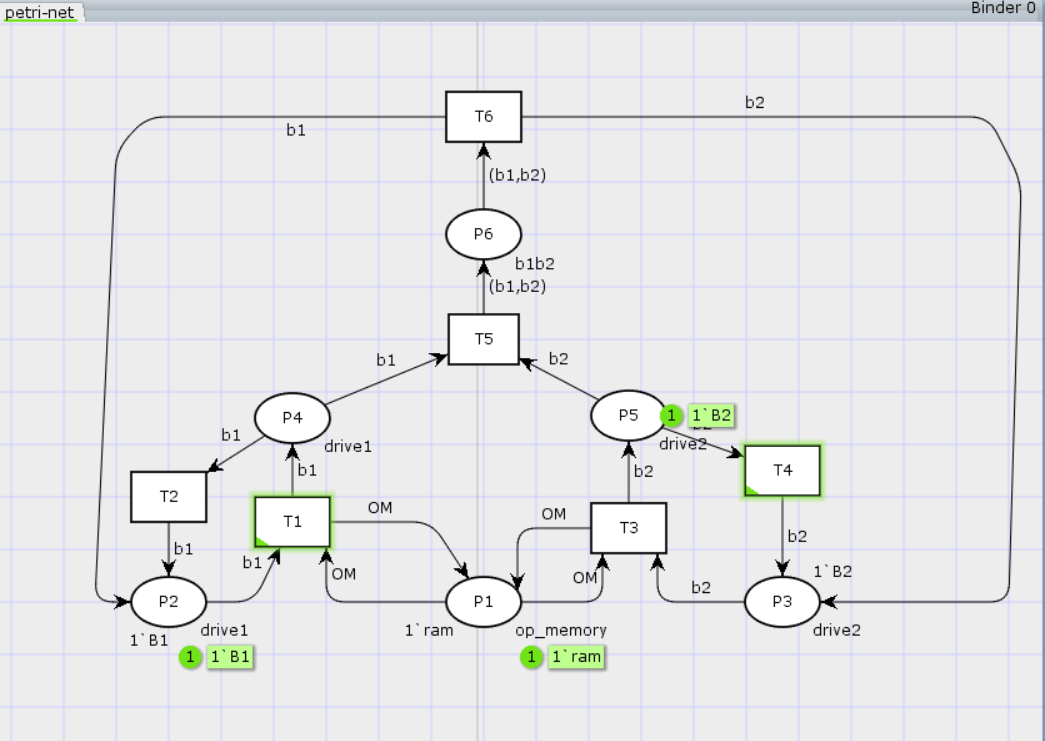 petri-net
Binder 0
T6
b1
b2
(b1,b2)
P6
b1b2
(b1,b2)
T5
b1
b2
P4
drive1
P5
1
1`B2
b2
drive2
b1
b1
b2
T4
T2
T1
OM
OM
T3
b1
b1
OM
OM
b2
b2
1`B2
P2
P1
P3
1`B1
drive1
1`ram
op_memory
drive2
1
1`B1
1
1`ram